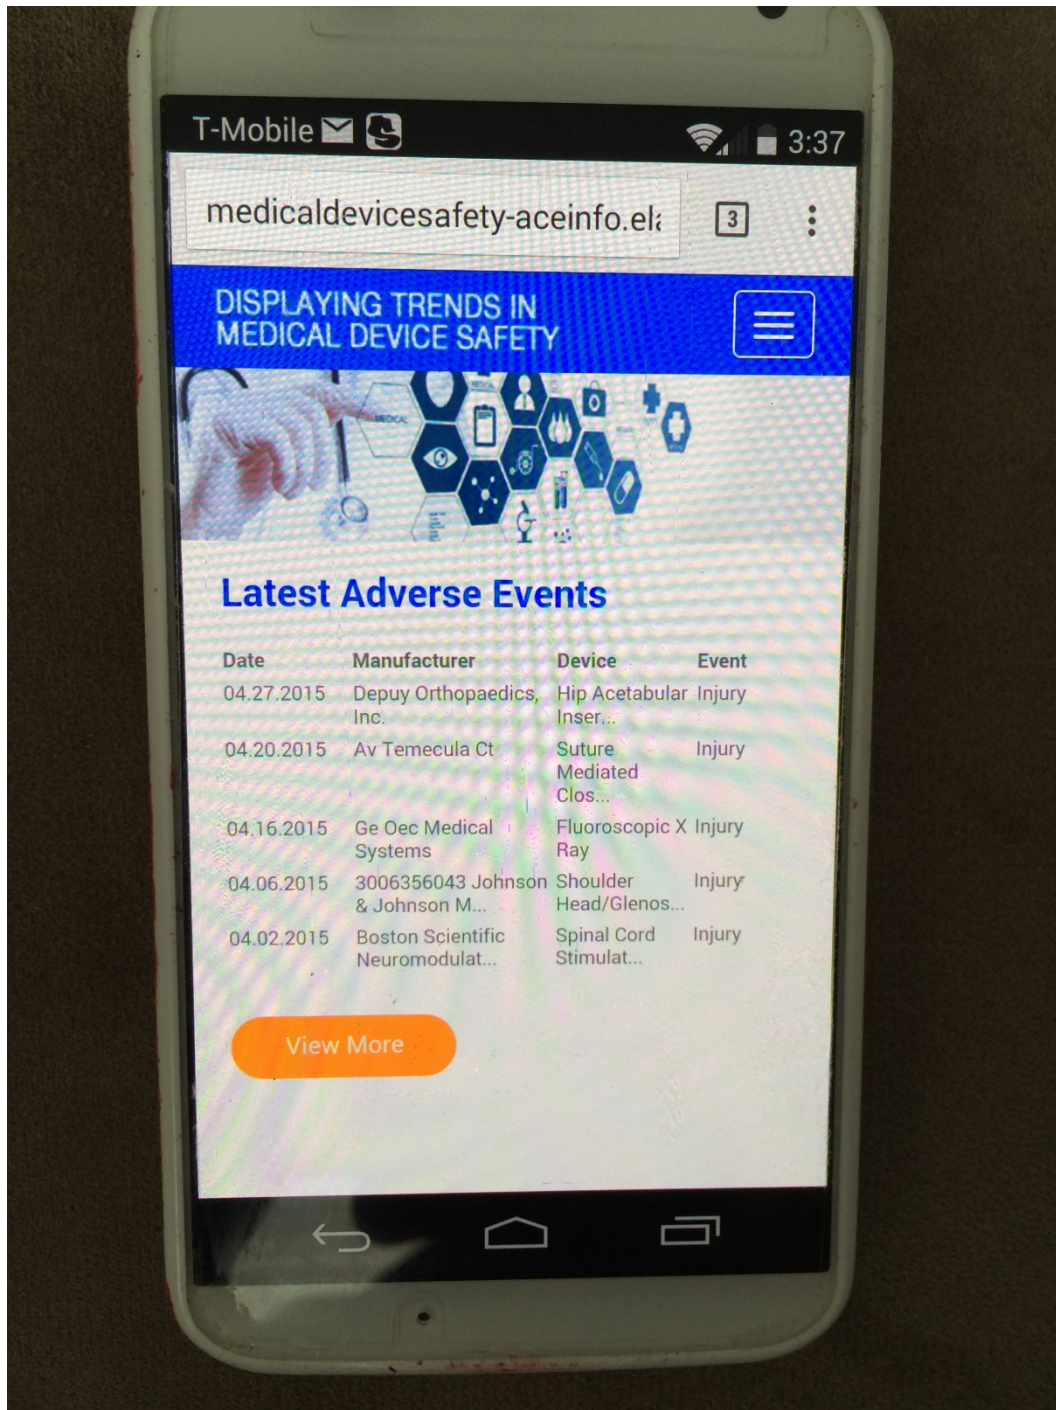 T-Mobile 3:37
medicaldevicesafety-aceinfo.ela
3
DISPLAYING TRENDS IN
MEDICAL DEVICE SAFETY
MEDICAL
MEDICAL
Latest Adverse Events
Date Manufacturer Device Event
04.27.2015 Depuy Orthopaedics, Hip Acetabular Injury
Inc. Inser...
04.20.2015 Av Temecula Ct Suture Injury
Mediated
Clos...
04.16.2015 Ge Oec Medical Fluoroscopic X Injury
Systems Ray
04.06.2015 3006356043 Johnson Shoulder Injury
& Johnson M... Head/Glenos...
04.02.2015 Boston Scientific Spinal Cord Injury
Neuromodulat... Stimulat...
View More